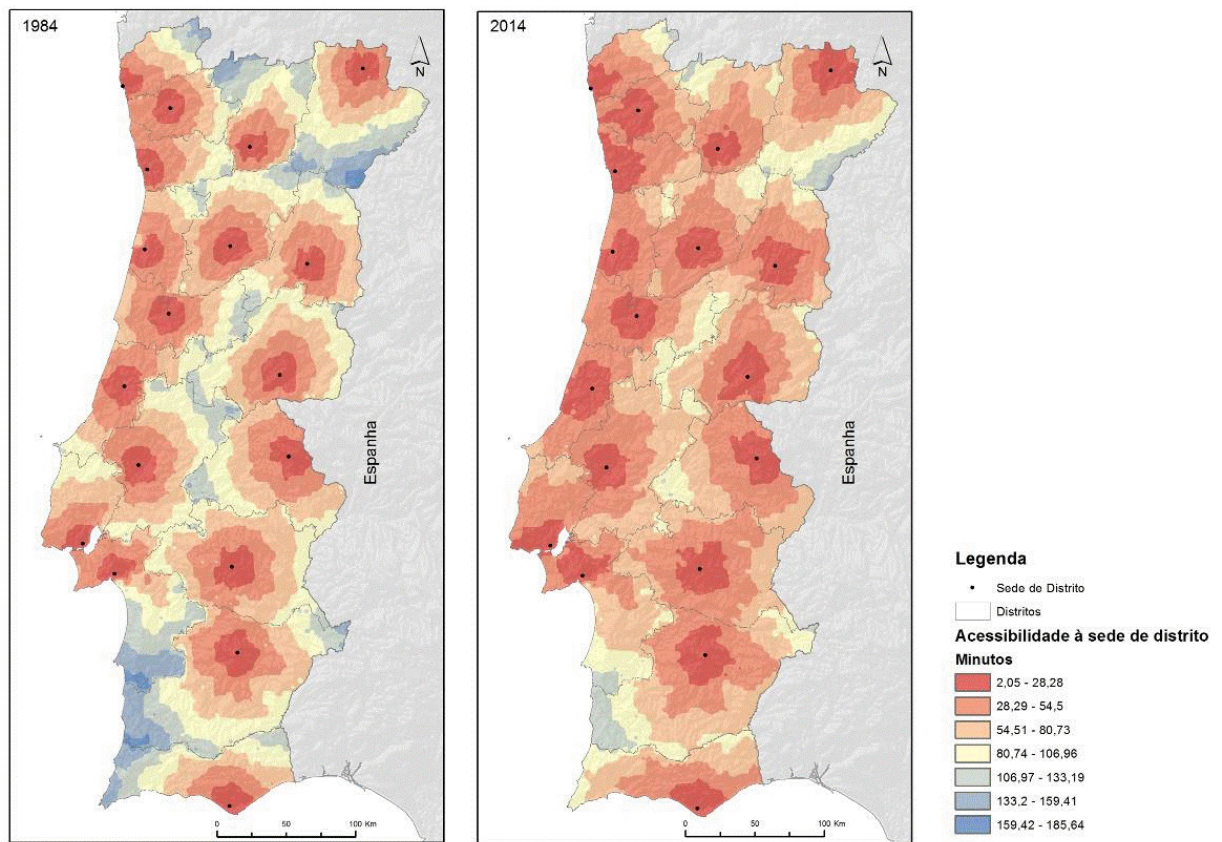 1984
N
Espanha
0 50 100 Km
2014
N
Espanha
0 50 100 Km
Legenda
Sede de Distrito
Distritos
Acessibilidade à sede de distrito
Minutos
2,05 - 28,28
28,29 - 54,5
54,51 - 80,73
80,74 - 106,96
106,97 - 133,19
133,2 - 159,41
159,42 - 185,64